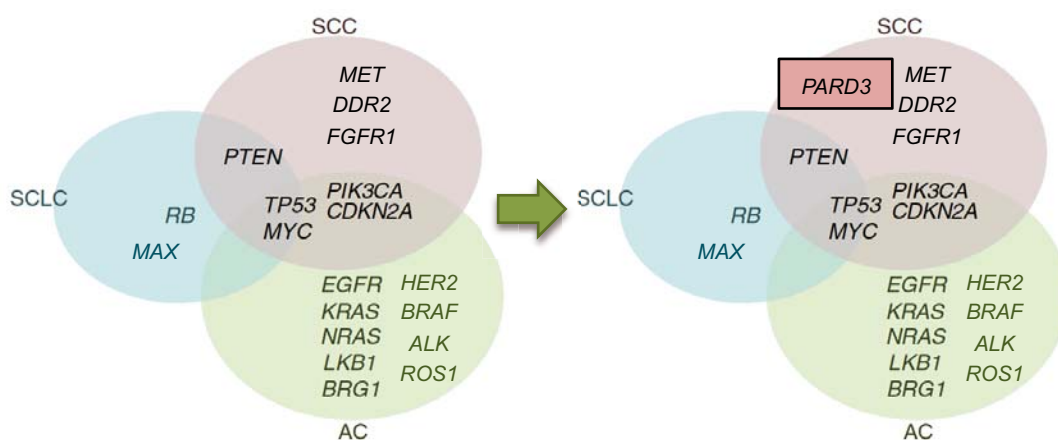 SCC
MET
DDR2
FGFR1
PTEN
SCLC
RB
MAX
TP53
MYC
PIK3CA
CDKN2A
EGFR
KRAS
NRAS
LKB1
BRG1
HER2
BRAF
ALK
ROS1
AC
SCC
PARD3
MET
DDR2
FGFR1
PTEN
SCLC
RB
MAX
TP53
MYC
PIK3CA
CDKN2A
EGFR
KRAS
NRAS
LKB1
BRG1
HER2
BRAF
ALK
ROS1
AC